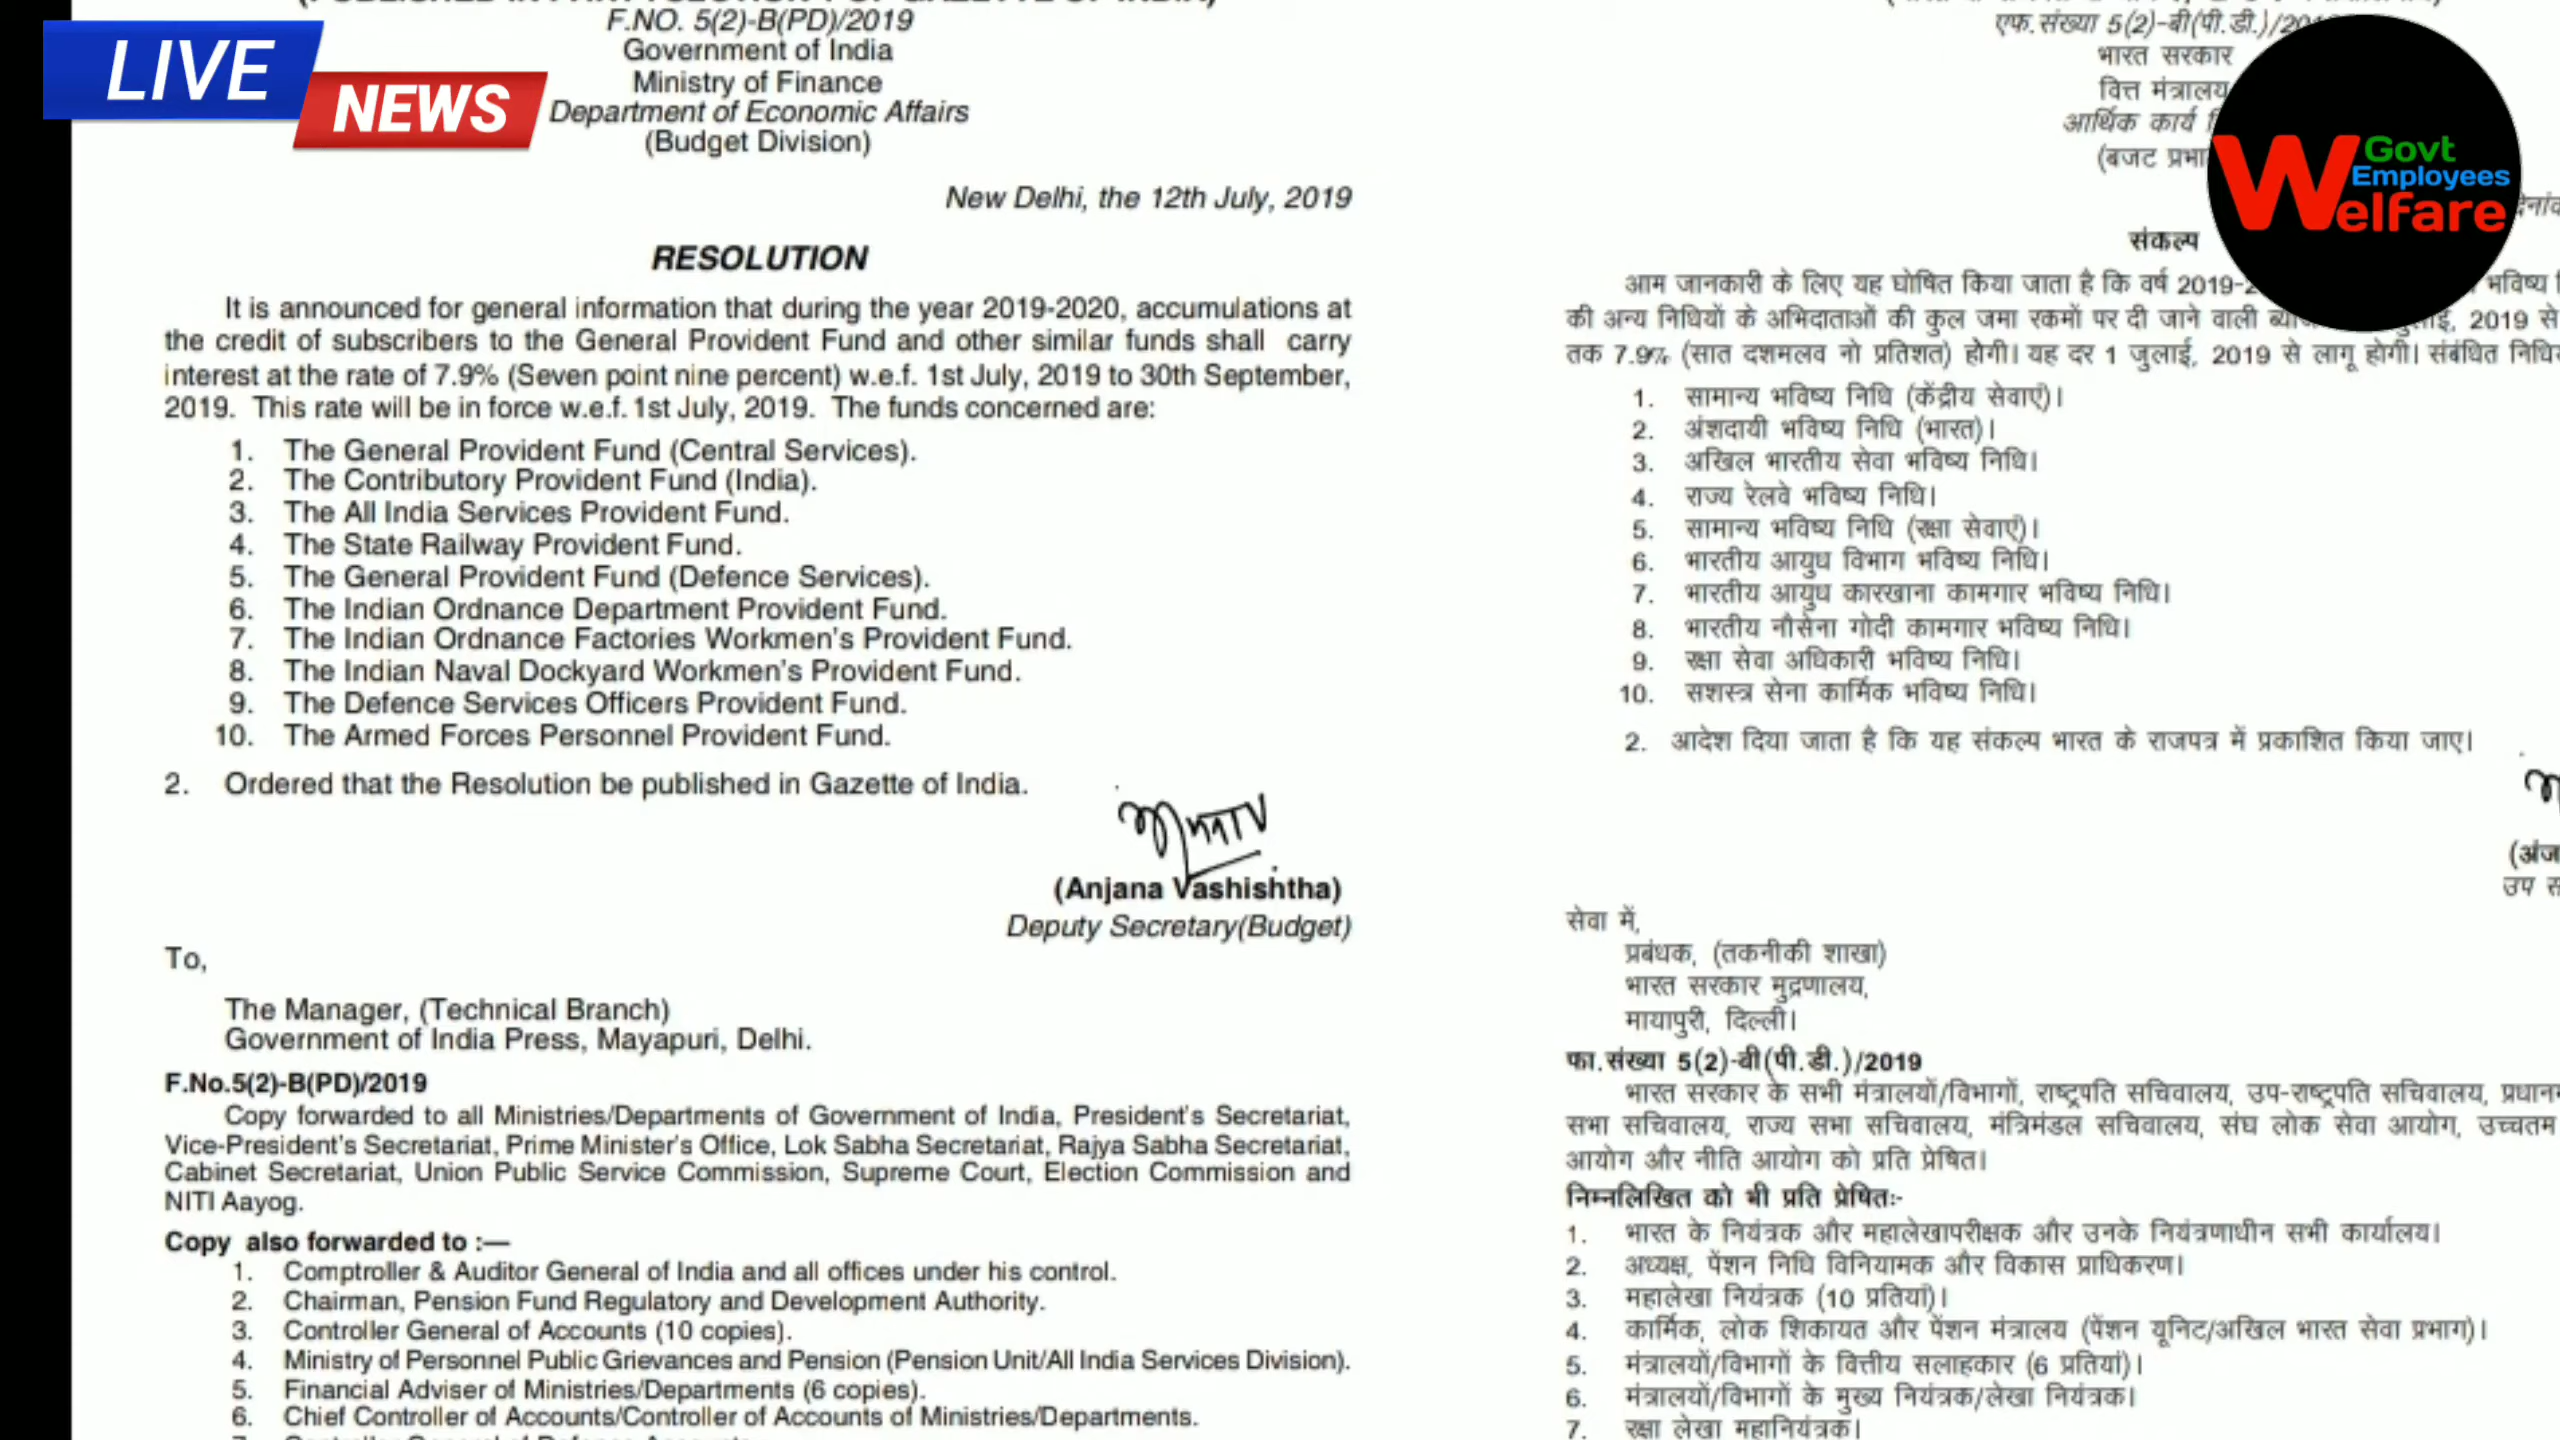 LIVE
NEWS
F.NO. 5(2)-B(PD)/2019
Government of India
Ministry of Finance
Department of Economic Affairs
(Budget Division)
New Delhi, the 12th July, 2019
RESOLUTION
It is announced for general information that during the year 2019-2020, accumulations at
the credit of subscribers to the General Provident Fund and other similar funds shall carry
interest at the rate of 7.9% (Seven point nine percent) w.e.f. 1st July, 2019 to 30th September,
2019. This rate will be in force w.e.f. 1st July, 2019. The funds concerned are:
1. The General Provident Fund (Central Services).
2. The Contributory Provident Fund (India).
3. The All India Services Provident Fund.
4. The State Railway Provident Fund.
5. The General Provident Fund (Defence Services).
6. The Indian Ordnance Department Provident Fund.
7. The Indian Ordnance Factories Workmen's Provident Fund.
8. The Indian Naval Dockyard Workmen's Provident Fund.
9. The Defence Services Officers Provident Fund.
10. The Armed Forces Personnel Provident Fund.
2. Ordered that the Resolution be published in Gazette of India.
(Anjana Vashishtha)
Deputy Secretary(Budget)
To,
The Manager, (Technical Branch)
Government of India Press, Mayapuri, Delhi.
F.No.5(2)-B(PD)/2019
Copy forwarded to all Ministries/Departments of Government of India, President's Secretariat,
Vice-President's Secretariat, Prime Minister's Office, Lok Sabha Secretariat, Rajya Sabha Secretariat,
Cabinet Secretariat, Union Public Service Commission, Supreme Court, Election Commission and
NITI Aayog.
Copy also forwarded to :—
1. Comptroller & Auditor General of India and all offices under his control.
2. Chairman, Pension Fund Regulatory and Development Authority.
3. Controller General of Accounts (10 copies).
4. Ministry of Personnel Public Grievances and Pension (Pension Unit/All India Services Division).
5. Financial Adviser of Ministries/Departments (6 copies).
6. Chief Controller of Accounts/Controller of Accounts of Ministries/Departments.
एफ.संख्या 5(2)-बी(पी.डी.)/20
भारत सरकार
वित्त मंत्रालय
आर्थिक कार्य
(बजट
Govt
Employees
Welfare
संकल्प
आम जानकारी के लिए यह घोषित किया जाता है कि वर्ष 2019-2 भविष्य
की अन्य निधियों के अभिदाताओं की कुल जमा रकमों पर दी जाने वाली 2019 से
तक 7.9% (सात दशमलव नो प्रतिशत) होगी। यह दर 1 जुलाई, 2019 से लागू होगी। संबंधित
1. सामान्य भविष्य निधि (केंद्रीय सेवाएं)।
2. अंशदायी भविष्य निधि (भारत)।
3. अखिल भारतीय सेवा भविष्य निधि।
4. राज्य रेलवे भविष्य निधि।
5. सामान्य भविष्य निधि (रक्षा सेवाएं)।
6. भारतीय आयुध विभाग भविष्य निधि।
7. भारतीय आयुध कारखाना कामगार भविष्य निधि।
8. भारतीय नौसेना गोदी कामगार भविष्य निधि।
9. रक्षा सेवा अधिकारी भविष्य निधि।
10. सशस्त्र सेना कार्मिक भविष्य निधि।
2. आदेश दिया जाता है कि यह संकल्प भारत के राजपत्र में प्रकाशित किया जाए।
उप
सेवा में,
प्रबंधक, (तकनीकी शाखा)
भारत सरकार मुद्रणालय,
मायापुरी, दिल्ली।
फा.संख्या 5(2)-बी(पी.डी.)/2019
भारत सरकार के सभी मंत्रालयों/विभागों, राष्ट्रपति सचिवालय, उप-राष्ट्रपति सचिवालय,
सभा सचिवालय, राज्य सभा सचिवालय, मंत्रिमंडल सचिवालय, संघ लोक सेवा आयोग, उच्चतम
आयोग और नीति आयोग को प्रति प्रेषित।
निम्नलिखित को भी प्रति प्रेषितः-
1. भारत के नियंत्रक और महालेखापरीक्षक और उनके नियंत्रणाधीन सभी कार्यालय।
2. अध्यक्ष, पेंशन निधि विनियामक और विकास प्राधिकरण।
3. महालेखा नियंत्रक (10 प्रतियां)।
4. कार्मिक, लोक शिकायत और पेंशन मंत्रालय (पेंशन यूनिट/अखिल भारत सेवा प्रभाग)।
5. मंत्रालयों/विभागों के वित्तीय सलाहकार (6 प्रतियां)।
6. मंत्रालयों/विभागों के मुख्य नियंत्रक/लेखा नियंत्रक।
7. रक्षा लेखा महानियंत्रक।